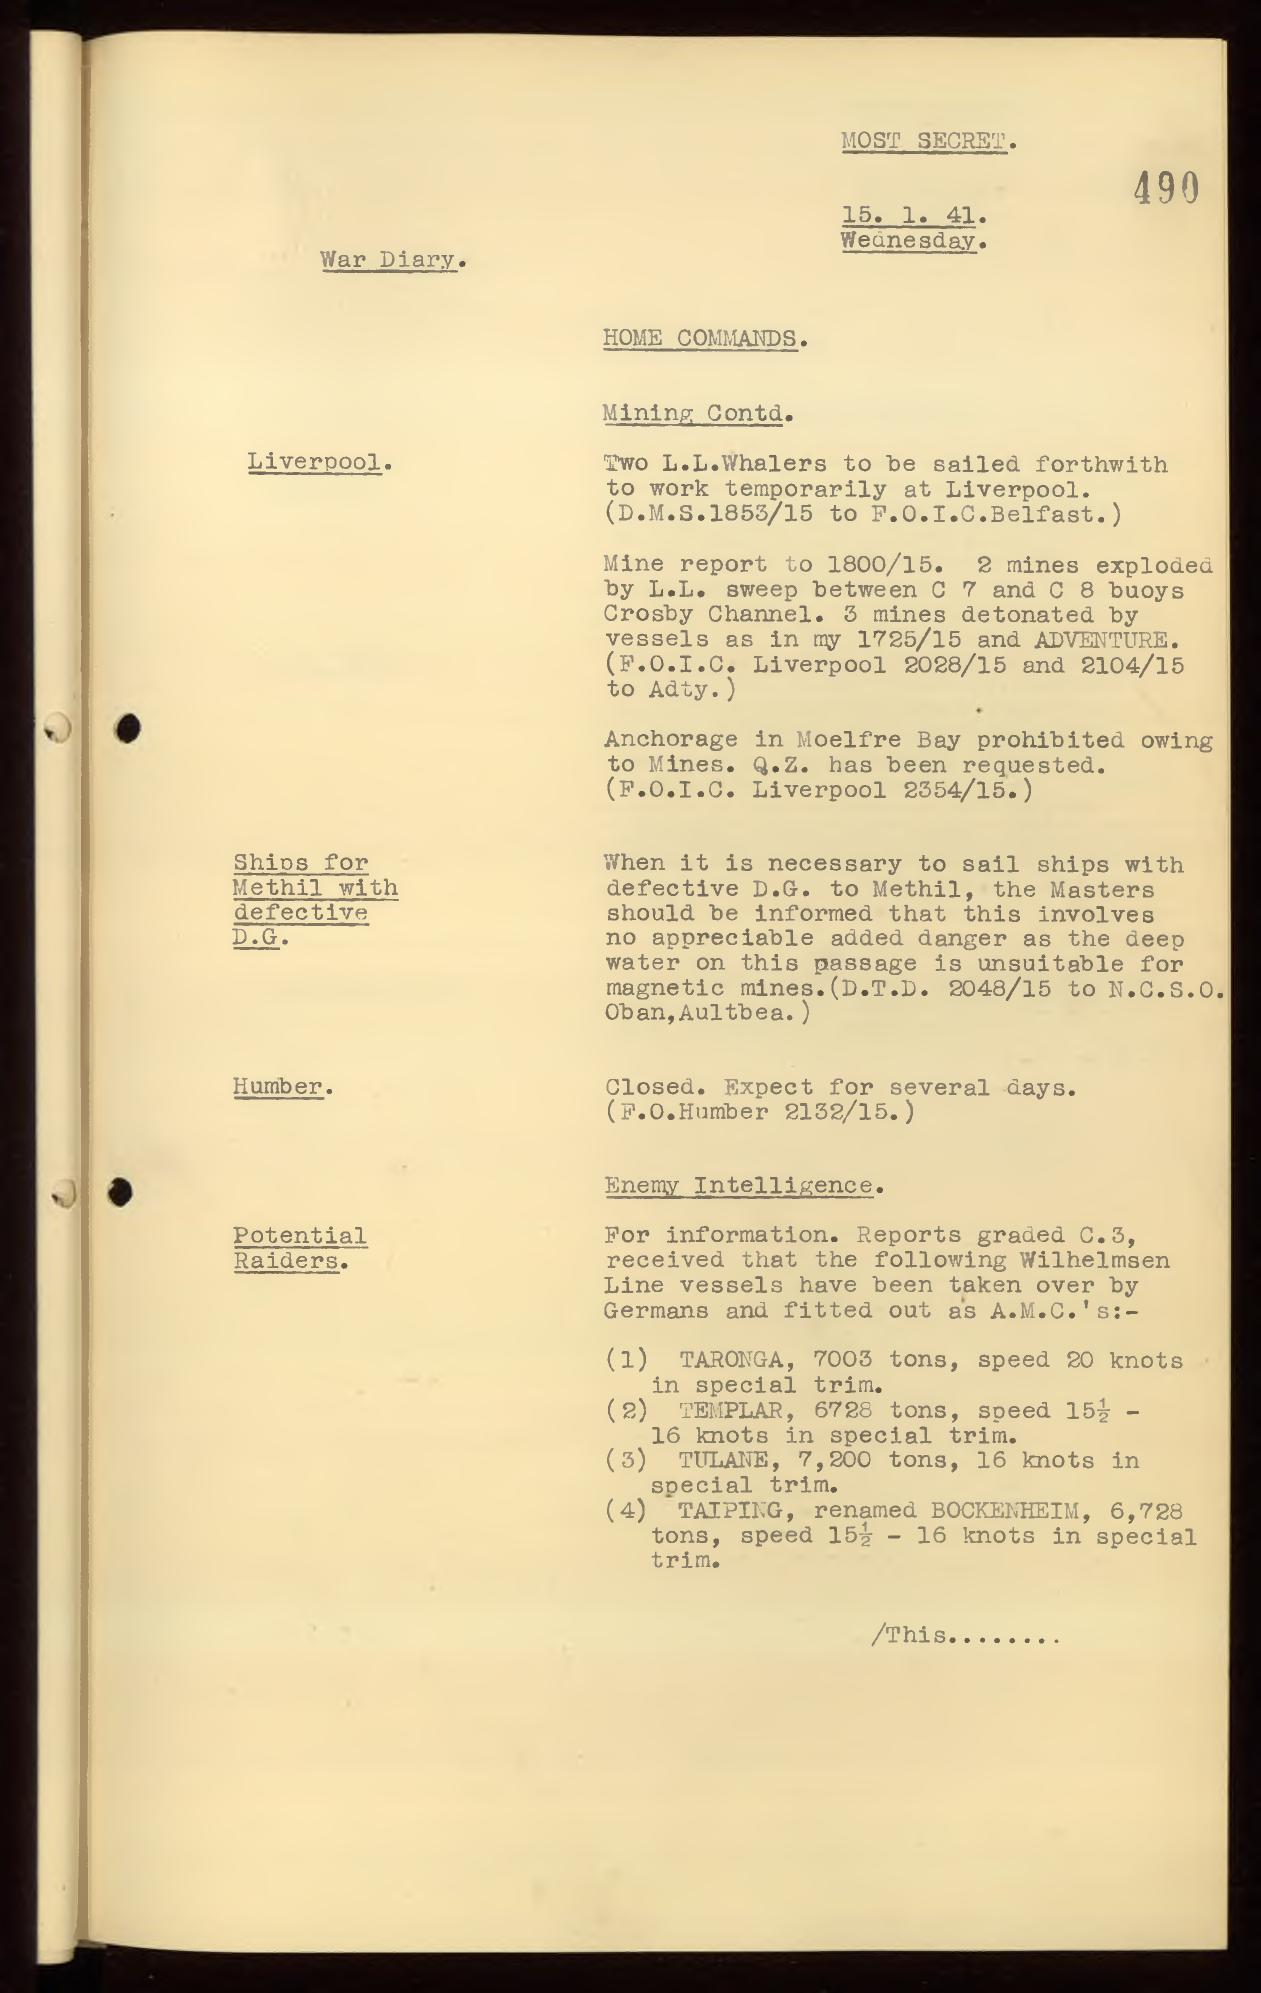 MOST SECRET.
490
15. 1. 41.
Wednesday.
War Diary.
HOME COMMANDS.
Mining Contd.
Liverpool.
Two L.L.Whalers to be sailed forthwith
to work temporarily at Liverpool.
(D.M.S.1853/15 to F.O.I.C.Belfast.)
Mine report to 1800/15. 2 mines exploded
by L.L. sweep between C 7 and C 8 buoys
Crosby Channel. 3 mines detonated by
vessels as in my 1725/15 and ADVENTURE.
(F.O.I.C. Liverpool 2028/15 and 2104/15
to Adty.)
Anchorage in Moelfre Bay prohibited owing
to Mines. Q.Z. has been requested.
(F.O.I.C. Liverpool 2354/15.)
Ships for
Methil with
defective
D.G.
When it is necessary to sail ships with
defective D.G. to Methil, the Masters
should be informed that this involves
no appreciable added danger as the deep
water on this passage is unsuitable for
magnetic mines.(D.T.D. 2048/15 to N.C.S.O.
Oban,Aultbea.)
Humber.
Closed. Expect for several days.
(F.O.Humber 2132/15.)
Enemy Intelligence.
Potential
Raiders.
For information. Reports graded C.3,
received that the following Wilhelmsen
Line vessels have been taken over by
Germans and fitted out as A.M.C.'s:-
(1) TARONGA, 7003 tons, speed 20 knots
in special trim.
(2) TEMPLAR, 6728 tons, speed 15½ -
16 knots in special trim.
(3) TULANE, 7,200 tons, 16 knots in
special trim.
(4) TAIPING, renamed BOCKENHEIM, 6,728
tons, speed 15½ - 16 knots in special
trim.
/This........